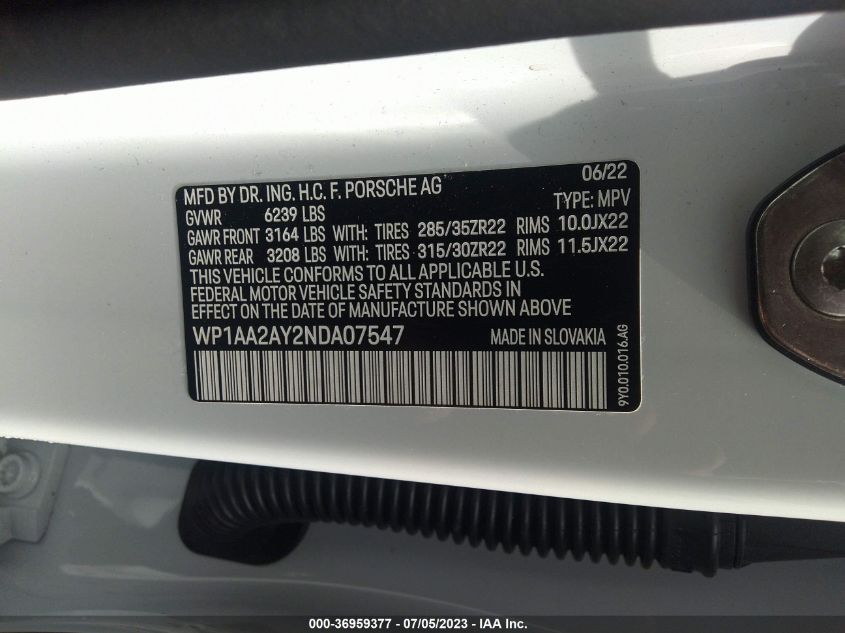 06/22
MFD BY DR. ING. H.C. F. PORSCHE AG
TYPE: MPV
GVWR 6239 LBS
GAWR FRONT 3164 LBS WITH: TIRES 285/35ZR22 RIMS 10.0JX22
GAWR REAR 3208 LBS WITH: TIRES 315/30ZR22 RIMS 11.5JX22
THIS VEHICLE CONFORMS TO ALL APPLICABLE U.S.
FEDERAL MOTOR VEHICLE SAFETY STANDARDS IN
EFFECT ON THE DATE OF MANUFACTURE SHOWN ABOVE
WP1AA2AY2NDA07547 MADE IN SLOVAKIA
9Y0.010.016.AG
000-36959377 - 07/05/2023 - IAA Inc.